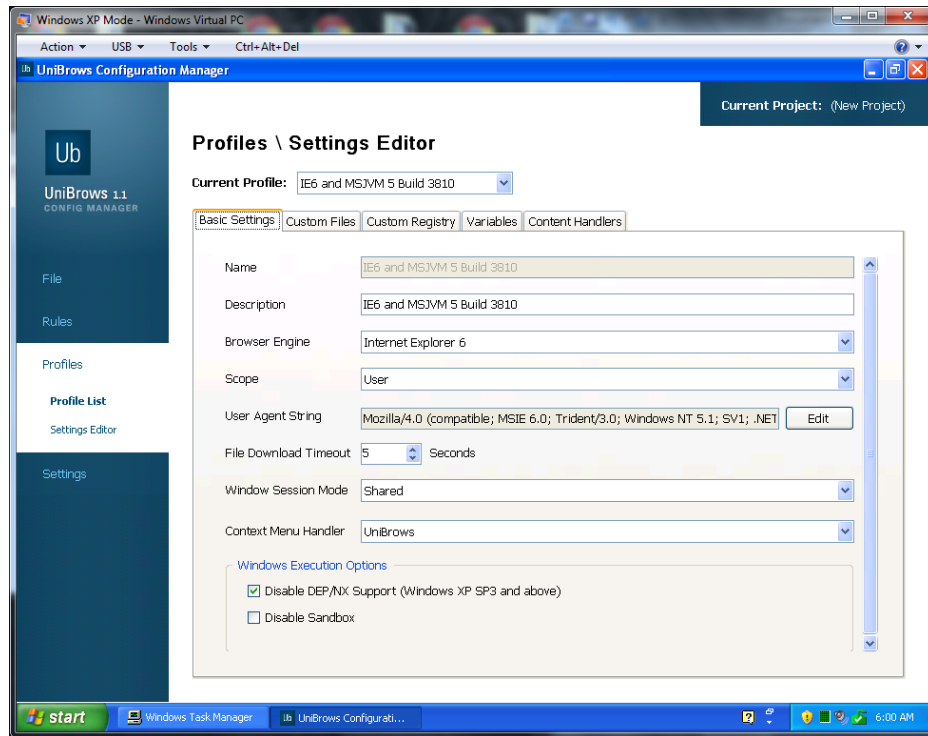 Windows XP Mode - Windows Virtual PC
Action USB Tools Ctrl+Alt+Del
Ub UniBrows Configuration Manager
Current Project: (New Project)
Ub
UniBrows 1.1
CONFIG MANAGER
File
Rules
Profiles
Profile List
Settings Editor
Settings
Profiles \ Settings Editor
Current Profile: IE6 and MSJVM 5 Build 3810
Basic Settings Custom Files Custom Registry Variables Content Handlers
Name IE6 and MSJVM 5 Build 3810
Description IE6 and MSJVM 5 Build 3810
Browser Engine Internet Explorer 6
Scope User
User Agent String Mozilla/4.0 (compatible; MSIE 6.0; Trident/3.0; Windows NT 5.1; SV1; .NET Edit
File Download Timeout 5 Seconds
Window Session Mode Shared
Context Menu Handler UniBrows
Windows Execution Options
Disable DEP/NX Support (Windows XP SP3 and above)
Disable Sandbox
start Windows Task Manager Ub UniBrows Configurati... 6:00 AM